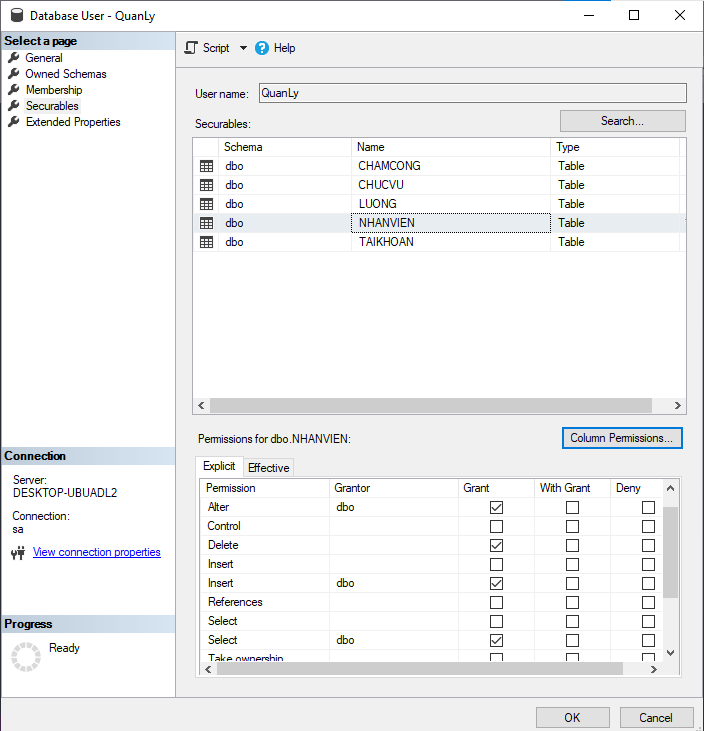 Database User - QuanLy
Select a page
General
Owned Schemas
Membership
Securables
Extended Properties
Script Help
User name: QuanLy
Securables: Search...
Schema Name Type
dbo CHAMCONG Table
dbo CHUCVU Table
dbo LUONG Table
dbo NHANVIEN Table
dbo TAIKHOAN Table
Permissions for dbo.NHANVIEN: Column Permissions...
Explicit Effective
Permission Grantor Grant With Grant Deny
Alter dbo
Control
Delete
Insert
Insert dbo
References
Select
Select dbo
Take ownership
Connection
Server:
DESKTOP-UBUADL2
Connection:
sa
View connection properties
Progress
Ready
OK Cancel